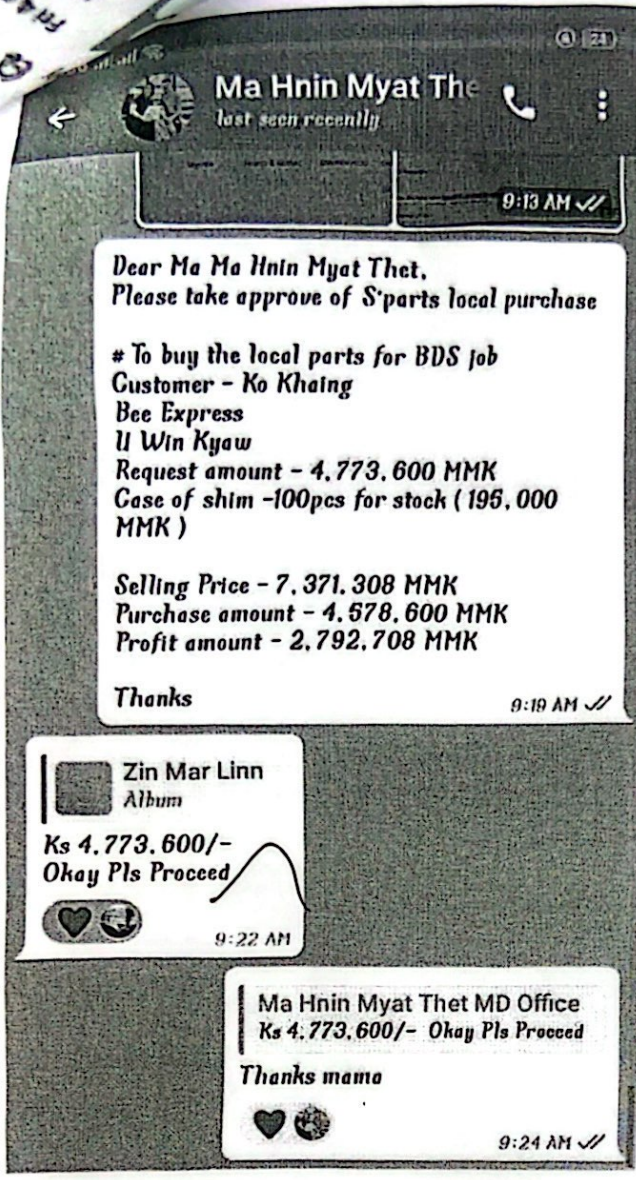 Ma Hnin Myat The
last seen recently
9:13 AM
Dear Ma Ma Hnin Myat Thet,
Please take approve of S'parts local purchase
# To buy the local parts for BDS job
Customer - Ko Khaing
Bee Express
U Win Kyaw
Request amount - 4,773,600 MMK
Case of shim -100pcs for stock ( 195,000
MMK )
Selling Price - 7,371,308 MMK
Purchase amount - 4,578,600 MMK
Profit amount - 2,792,708 MMK
Thanks
9:19 AM
Zin Mar Linn
Album
Ks 4,773,600/-
Okay Pls Proceed
9:22 AM
Ma Hnin Myat Thet MD Office
Ks 4,773,600/- Okay Pls Proceed
Thanks mama
9:24 AM